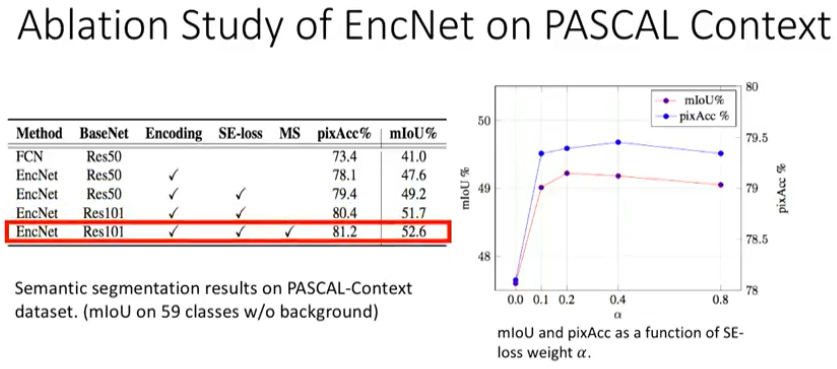 Ablation Study of EncNet on PASCAL Context
Method BaseNet Encoding SE-loss MS pixAcc% mIoU%
FCN Res50 73.4 41.0
EncNet Res50 ✓ 78.1 47.6
EncNet Res50 ✓ ✓ 79.4 49.2
EncNet Res101 ✓ ✓ 80.4 51.7
EncNet Res101 ✓ ✓ ✓ 81.2 52.6
Semantic segmentation results on PASCAL-Context
dataset. (mIoU on 59 classes w/o background)
mIoU%
pixAcc %
50
49
48
mIoU %
80
79.5
79
78.5
78
pixAcc %
0.0 0.1 0.2 0.4 0.8
α
mIoU and pixAcc as a function of SE-
loss weight α.